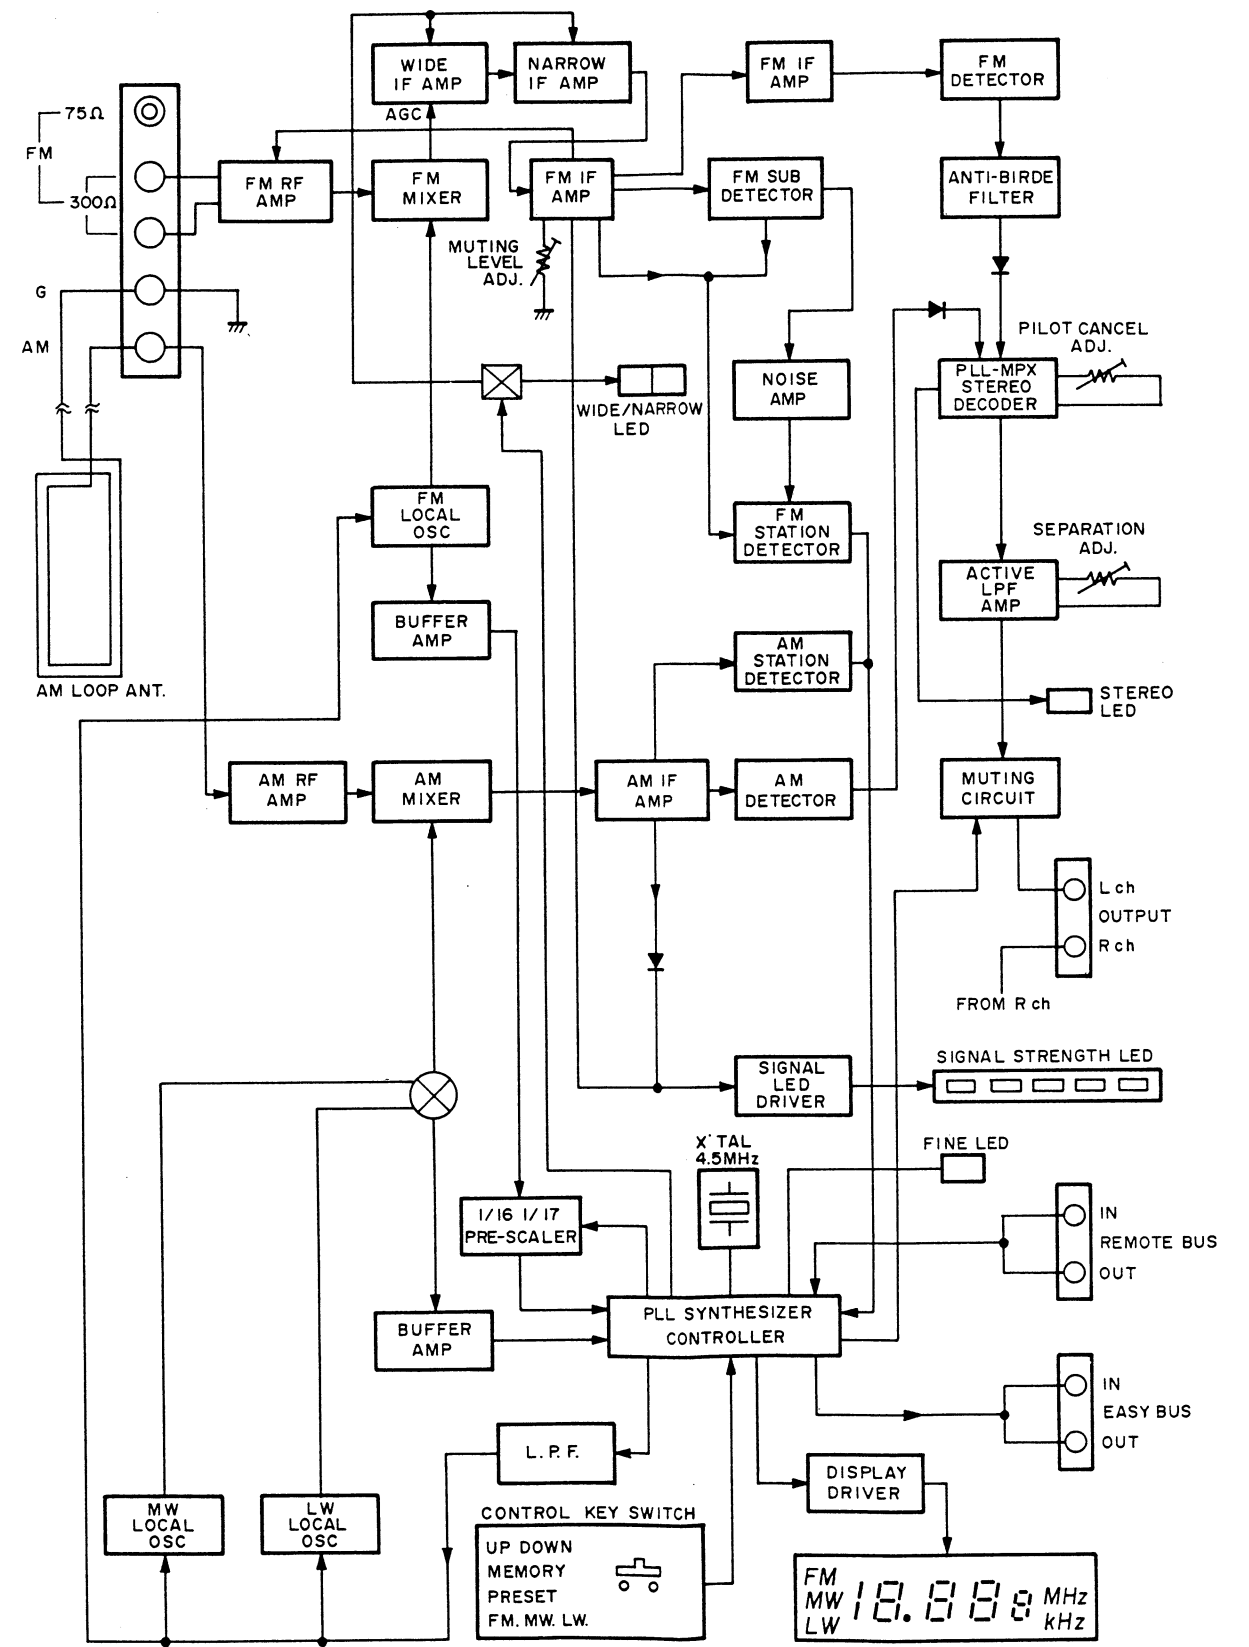 WIDE
IF AMP
NARROW
IF AMP
FM IF
AMP
FM
DETECTOR
AGC
75Ω
FM
300Ω
G
AM
FM RF
AMP
FM
MIXER
FM IF
AMP
FM SUB
DETECTOR
ANTI-BIRDE
FILTER
MUTING
LEVEL
ADJ.
PILOT CANCEL
ADJ.
NOISE
AMP
PLL-MPX
STEREO
DECODER
WIDE/NARROW
LED
FM
LOCAL
OSC
FM
STATION
DETECTOR
SEPARATION
ADJ.
ACTIVE
LPF
AMP
BUFFER
AMP
AM
STATION
DETECTOR
AM LOOP ANT.
STEREO
LED
AM RF
AMP
AM
MIXER
AM IF
AMP
AM
DETECTOR
MUTING
CIRCUIT
L ch
OUTPUT
R ch
FROM R ch
SIGNAL
LED
DRIVER
SIGNAL STRENGTH LED
X'TAL
4.5MHz
FINE LED
1/16 1/17
PRE-SCALER
IN
REMOTE BUS
OUT
BUFFER
AMP
PLL SYNTHESIZER
CONTROLLER
IN
EASY BUS
OUT
L. P. F.
DISPLAY
DRIVER
MW
LOCAL
OSC
LW
LOCAL
OSC
CONTROL KEY SWITCH
UP DOWN
MEMORY
PRESET
FM. MW. LW.
FM
MW
LW
18.888
MHz
kHz